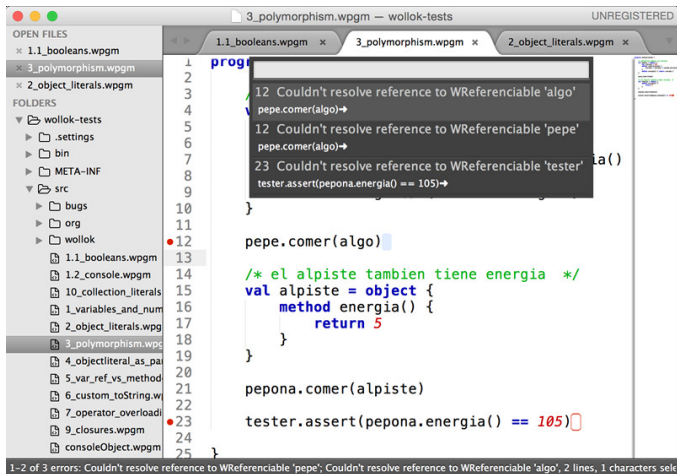 3_polymorphism.wpgm — wollok-tests
UNREGISTERED
OPEN FILES
1.1_booleans.wpgm
3_polymorphism.wpgm
2_object_literals.wpgm
FOLDERS
wollok-tests
.settings
bin
META-INF
src
bugs
org
wollok
1.1_booleans.wpgm
1.2_console.wpgm
10_collection_literals
1_variables_and_num
2_object_literals.wpg
3_polymorphism.wpg
4_objectliteral_as_pa
5_var_ref_vs_method
6_custom_toString.w
7_operator_overloadi
9_closures.wpgm
consoleObject.wpgm
1.1_booleans.wpgm ×
3_polymorphism.wpgm ×
2_object_literals.wpgm ×
12 Couldn't resolve reference to WReferenciable 'algo'
pepe.comer(algo)➜
12 Couldn't resolve reference to WReferenciable 'pepe'
pepe.comer(algo)➜
23 Couldn't resolve reference to WReferenciable 'tester'
tester.assert(pepona.energia() == 105)➜
1 progr
2
3 /
4 v
5
6
7 ia()
8
9
10 }
11
12 pepe.comer(algo)
13
14 /* el alpiste tambien tiene energia */
15 val alpiste = object {
16 method energia() {
17 return 5
18 }
19 }
20
21 pepona.comer(alpiste)
22
23 tester.assert(pepona.energia() == 105)
24
25 }
1-2 of 3 errors: Couldn't resolve reference to WReferenciable 'pepe'; Couldn't resolve reference to WReferenciable 'algo', 2 lines, 1 characters sele